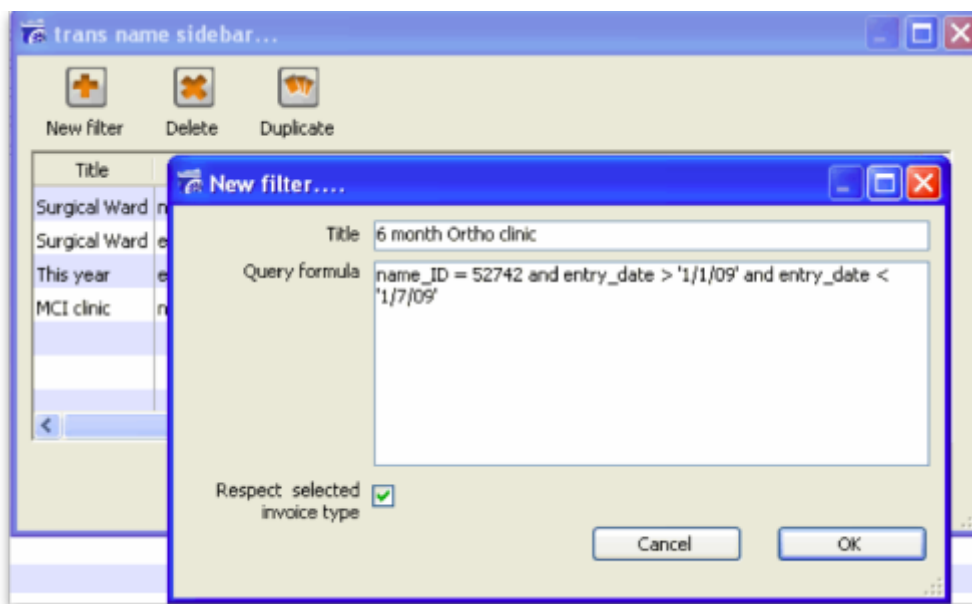 trans name sidebar...
New filter Delete Duplicate
Title
Surgical Ward n
Surgical Ward e
This year e
MCI clinic n
New filter....
Title 6 month Ortho clinic
Query formula name_ID = 52742 and entry_date > '1/1/09' and entry_date <
'1/7/09'
Respect selected
invoice type
Cancel OK